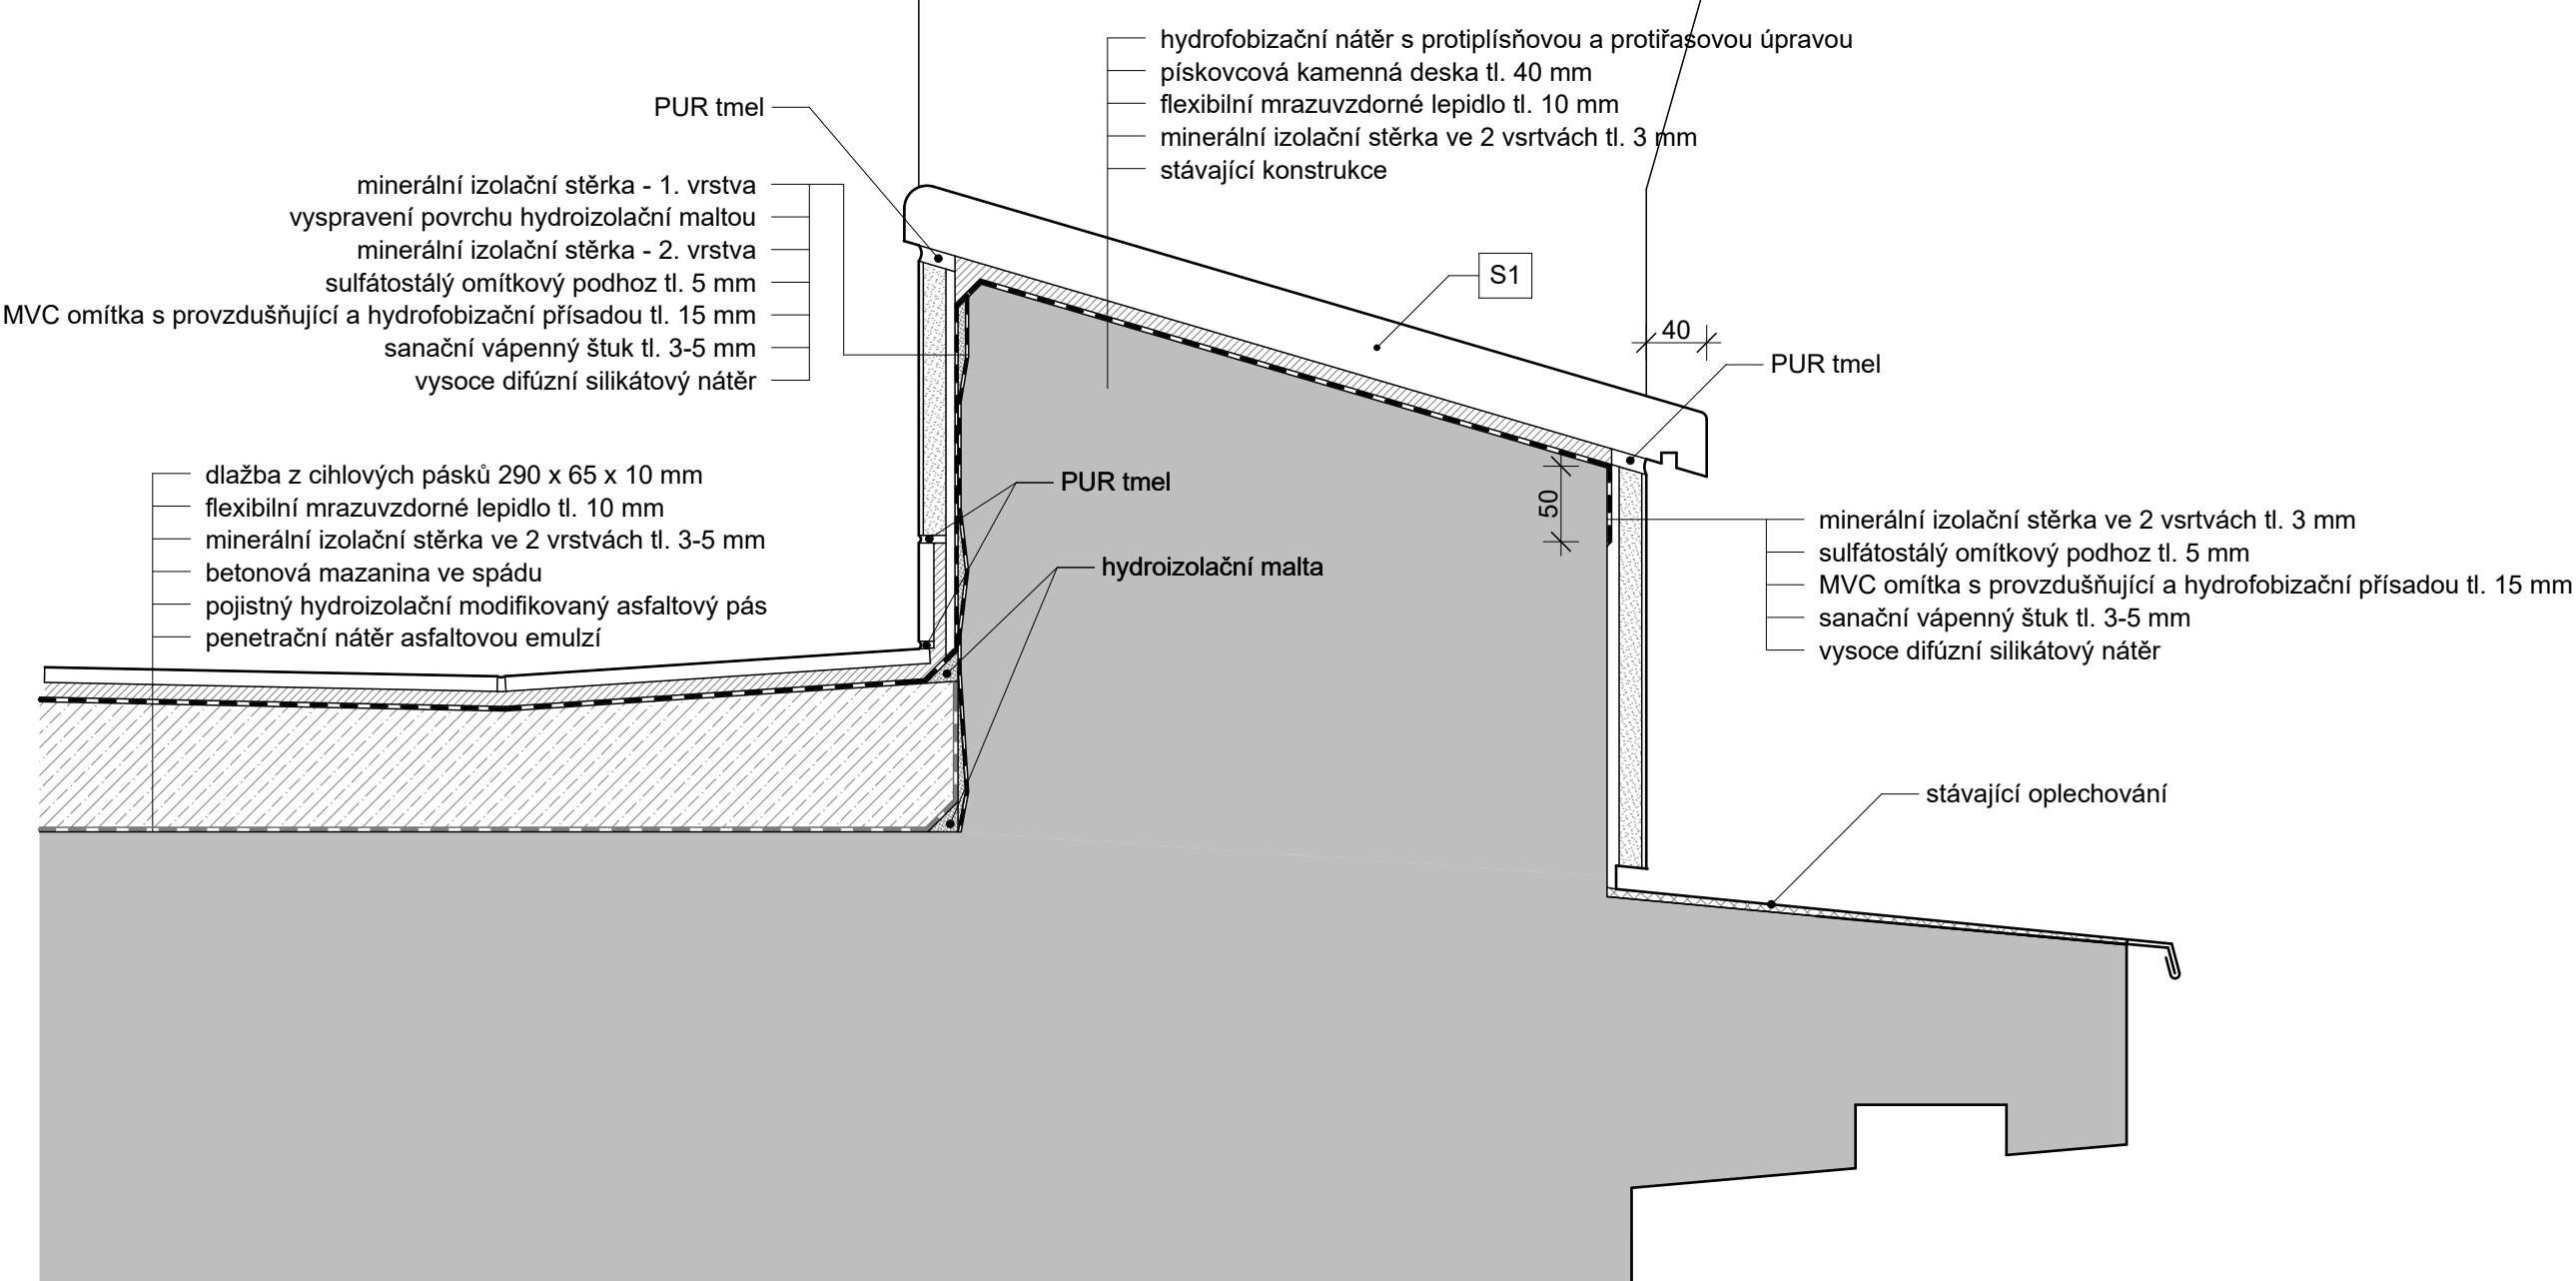 hydrofobizační nátěr s protiplísňovou a protiřasovou úpravou
pískovcová kamenná deska tl. 40 mm
flexibilní mrazuvzdorné lepidlo tl. 10 mm
minerální izolační stěrka ve 2 vsrtvách tl. 3 mm
stávající konstrukce
PUR tmel
minerální izolační stěrka - 1. vrstva
vyspravení povrchu hydroizolační maltou
minerální izolační stěrka - 2. vrstva
sulfátostálý omítkový podhoz tl. 5 mm
MVC omítka s provzdušňující a hydrofobizační přísadou tl. 15 mm
sanační vápenný štuk tl. 3-5 mm
vysoce difúzní silikátový nátěr
S1
40
PUR tmel
dlažba z cihlových pásků 290 x 65 x 10 mm
flexibilní mrazuvzdorné lepidlo tl. 10 mm
minerální izolační stěrka ve 2 vrstvách tl. 3-5 mm
betonová mazanina ve spádu
pojistný hydroizolační modifikovaný asfaltový pás
penetrační nátěr asfaltovou emulzí
PUR tmel
hydroizolační malta
50
minerální izolační stěrka ve 2 vsrtvách tl. 3 mm
sulfátostálý omítkový podhoz tl. 5 mm
MVC omítka s provzdušňující a hydrofobizační přísadou tl. 15 mm
sanační vápenný štuk tl. 3-5 mm
vysoce difúzní silikátový nátěr
stávající oplechování